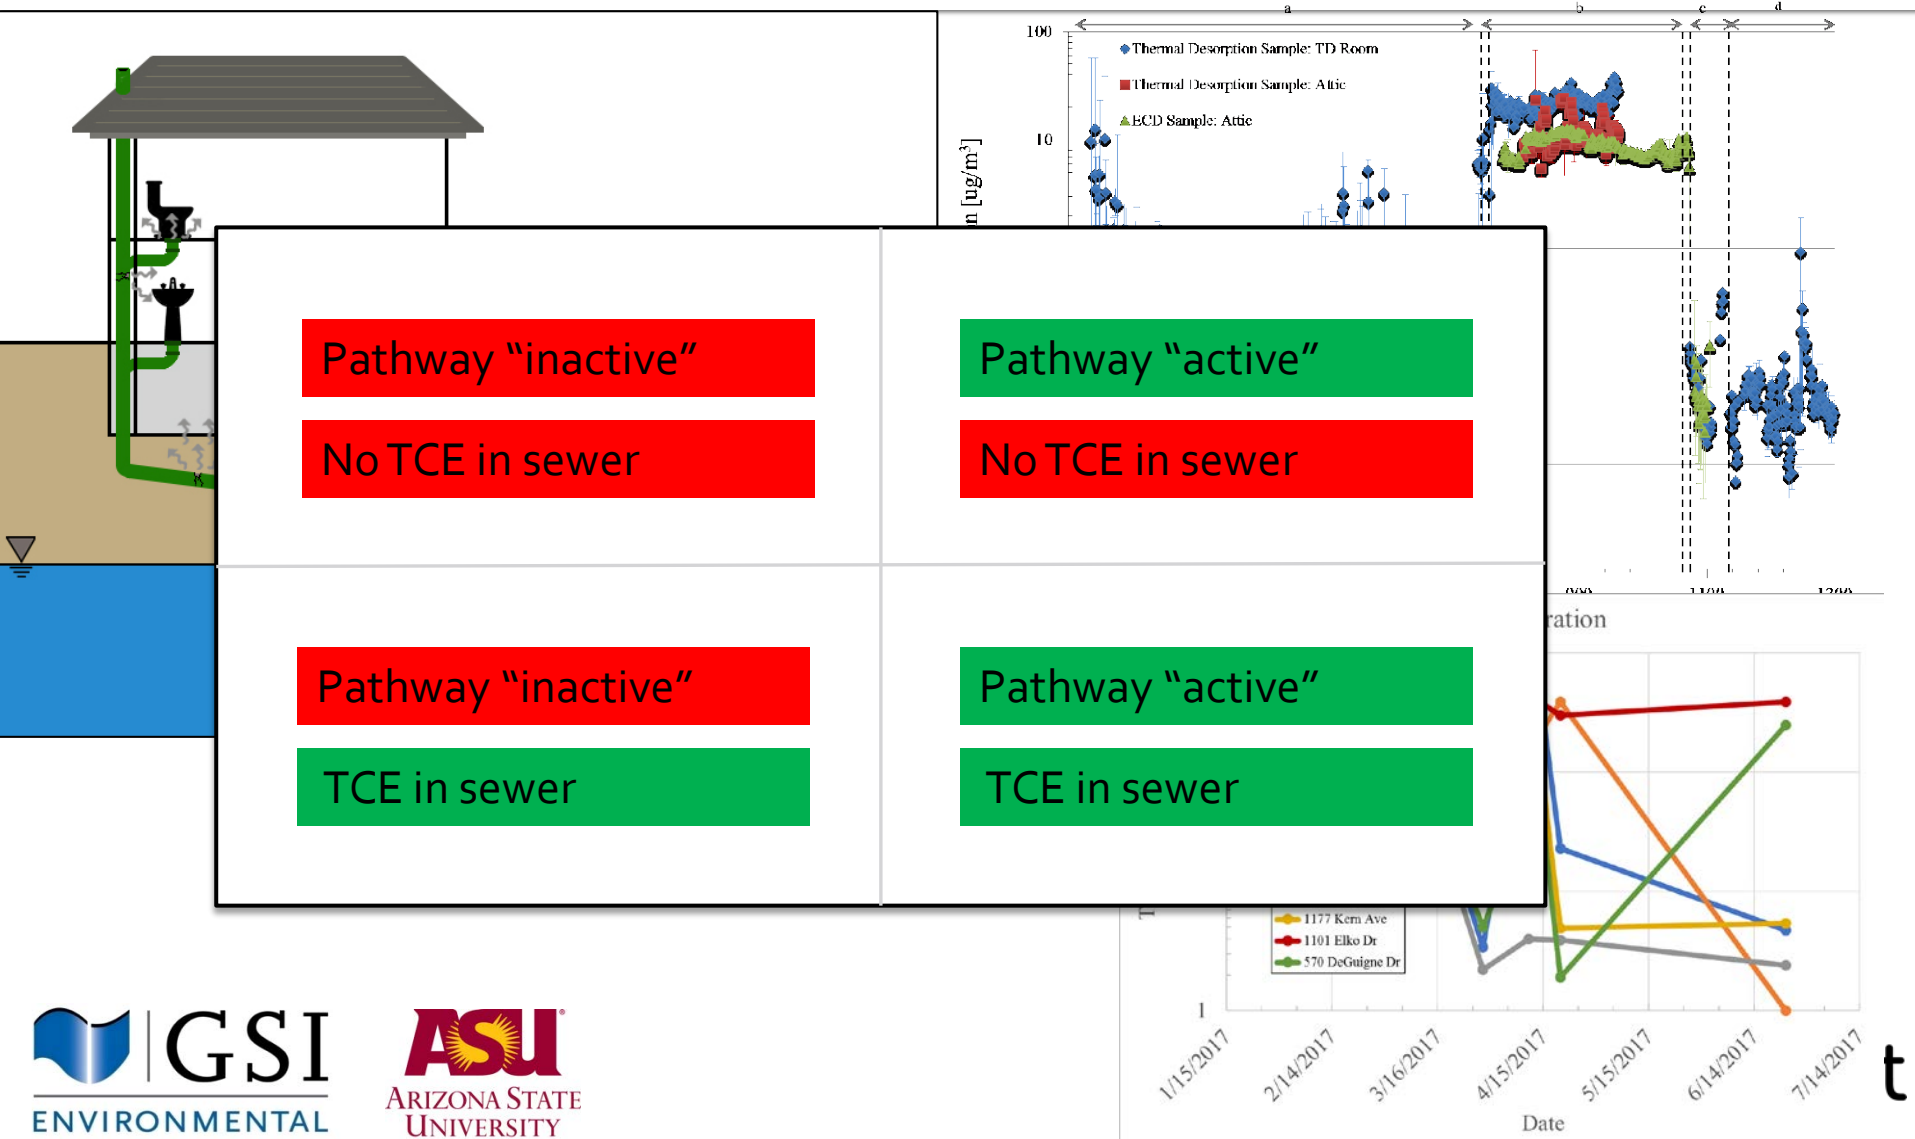 a b c d
100
Thermal Desorption Sample: TD Room
Thermal Desorption Sample: Attic
ECD Sample: Attic
10
[ug/m³]
Pathway “inactive”
No TCE in sewer
Pathway “active”
No TCE in sewer
Pathway “inactive”
TCE in sewer
Pathway “active”
TCE in sewer
1177 Kern Ave
1101 Elko Dr
570 DeGuigne Dr
1
1/15/2017
2/14/2017
3/16/2017
4/15/2017
5/15/2017
6/14/2017
7/14/2017
Date
t
GSI
ENVIRONMENTAL
ASU
ARIZONA STATE
UNIVERSITY